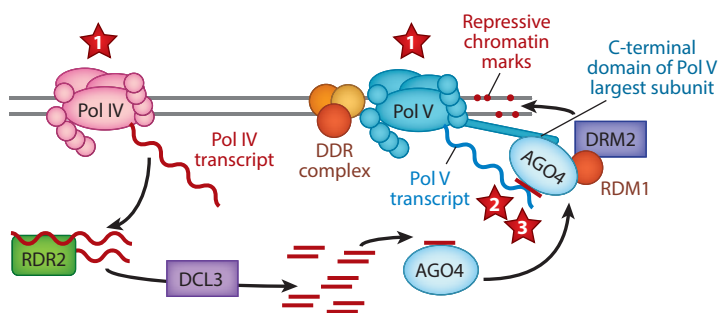 1
1
Repressive
chromatin
marks
C-terminal
domain of Pol V
largest subunit
Pol IV
Pol V
DRM2
Pol IV
transcript
DDR
complex
AGO4
RDM1
Pol V
transcript
2
3
RDR2
DCL3
AGO4